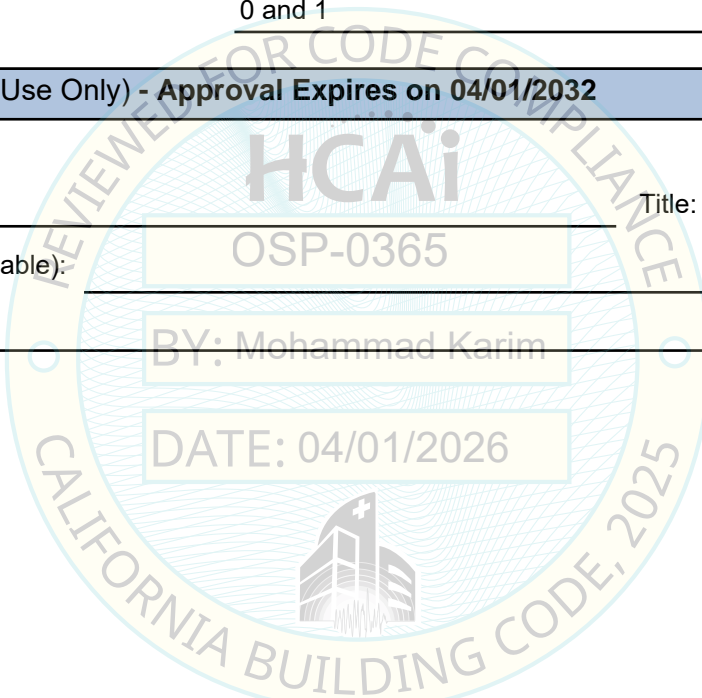 0 and 1
Use Only) - Approval Expires on 04/01/2032
REVIEWED FOR CODE COMPLIANCE
HCAi
Title:
OSP-0365
able):
BY: Mohammad Karim
DATE: 04/01/2026
CALIFORNIA BUILDING CODE, 2025